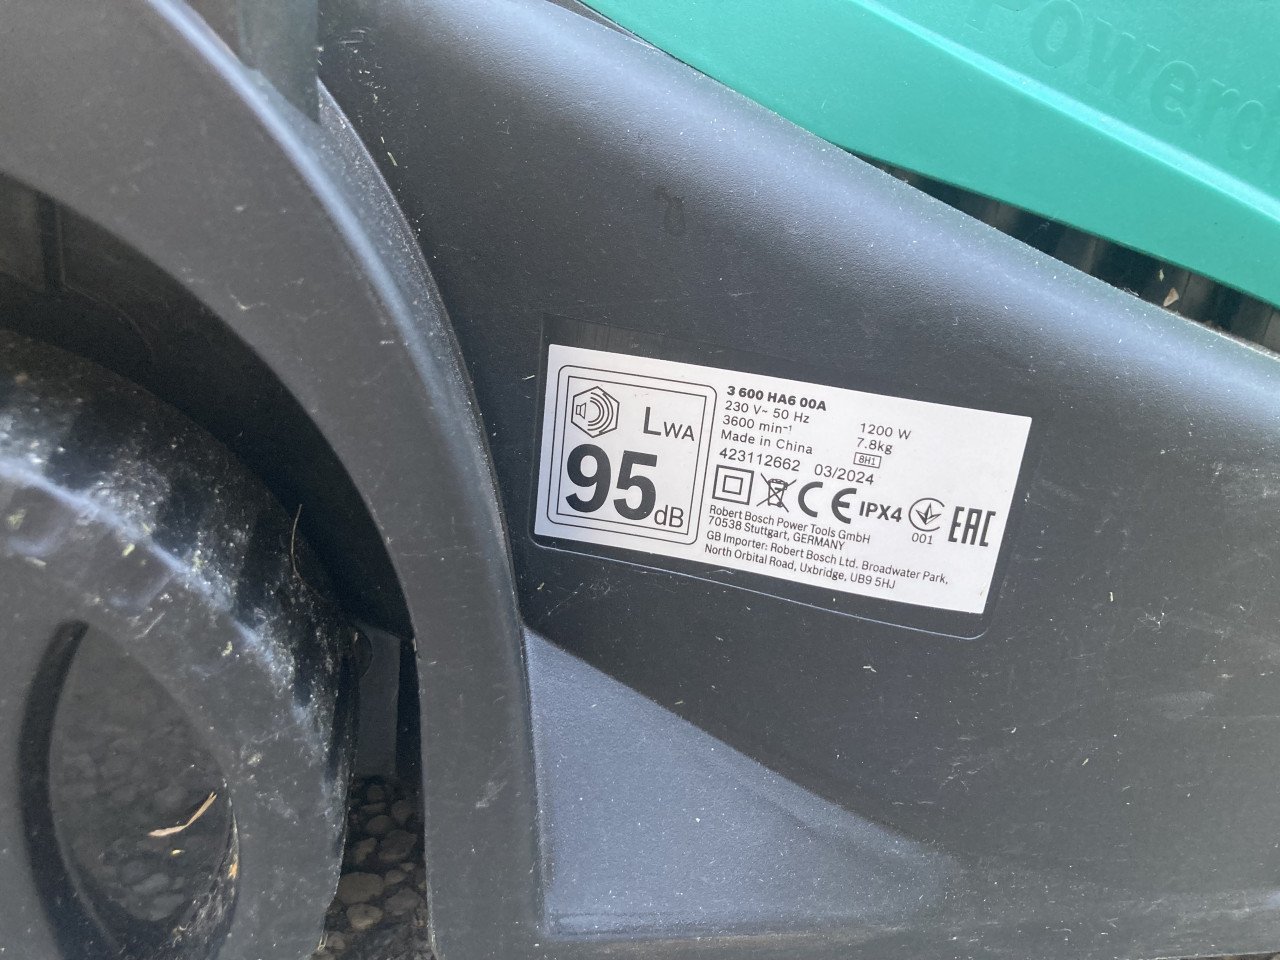 Powerd
LWA
95 dB
3 600 HA6 00A
230 V~ 50 Hz 1200 W
3600 min⁻¹ 7.8kg
Made in China 8H1
423112662 03/2024
CE IPX4 001 EAC
Robert Bosch Power Tools GmbH
70538 Stuttgart, GERMANY
GB Importer: Robert Bosch Ltd. Broadwater Park,
North Orbital Road, Uxbridge, UB9 5HJ